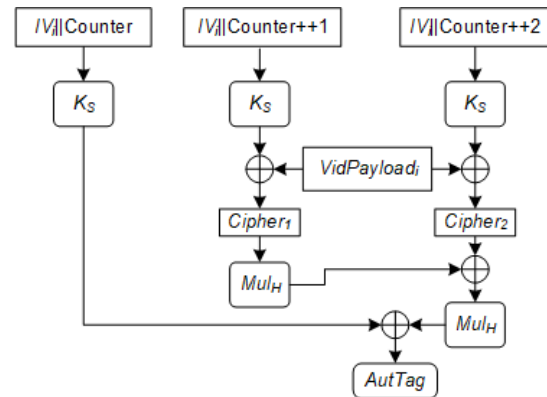 IVi||Counter
IVi||Counter++1
IVi||Counter++2
KS
KS
KS
VidPayloadi
Cipher1
Cipher2
MulH
MulH
AutTag